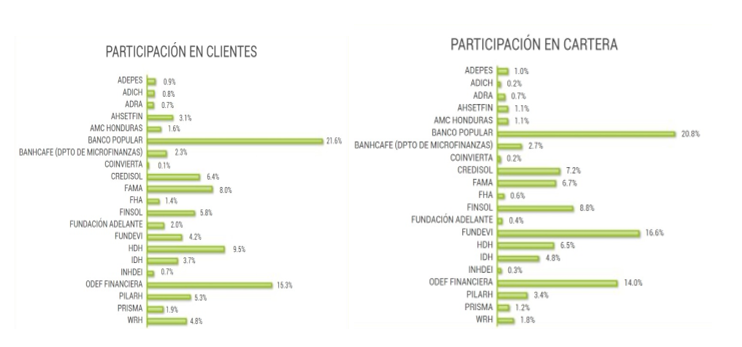 PARTICIPACIÓN EN CLIENTES
ADEPES 0.9%
ADICH 0.8%
ADRA 0.7%
AHSETFIN 3.1%
AMC HONDURAS 1.6%
BANCO POPULAR 21.6%
BANHCAFE (DPTO DE MICROFINANZAS) 2.3%
COINVIERTA 0.1%
CREDISOL 6.4%
FAMA 8.0%
FHA 1.4%
FINSOL 5.8%
FUNDACIÓN ADELANTE 2.0%
FUNDEVI 4.2%
HDH 9.5%
IDH 3.7%
INHDEI 0.7%
ODEF FINANCIERA 15.3%
PILARH 5.3%
PRISMA 1.9%
WRH 4.8%
PARTICIPACIÓN EN CARTERA
ADEPES 1.0%
ADICH 0.2%
ADRA 0.7%
AHSETFIN 1.1%
AMC HONDURAS 1.1%
BANCO POPULAR 20.8%
BANHCAFE (DPTO DE MICROFINANZAS) 2.7%
COINVIERTA 0.2%
CREDISOL 7.2%
FAMA 6.7%
FHA 0.6%
FINSOL 8.8%
FUNDACIÓN ADELANTE 0.4%
FUNDEVI 16.6%
HDH 6.5%
IDH 4.8%
INHDEI 0.3%
ODEF FINANCIERA 14.0%
PILARH 3.4%
PRISMA 1.2%
WRH 1.8%